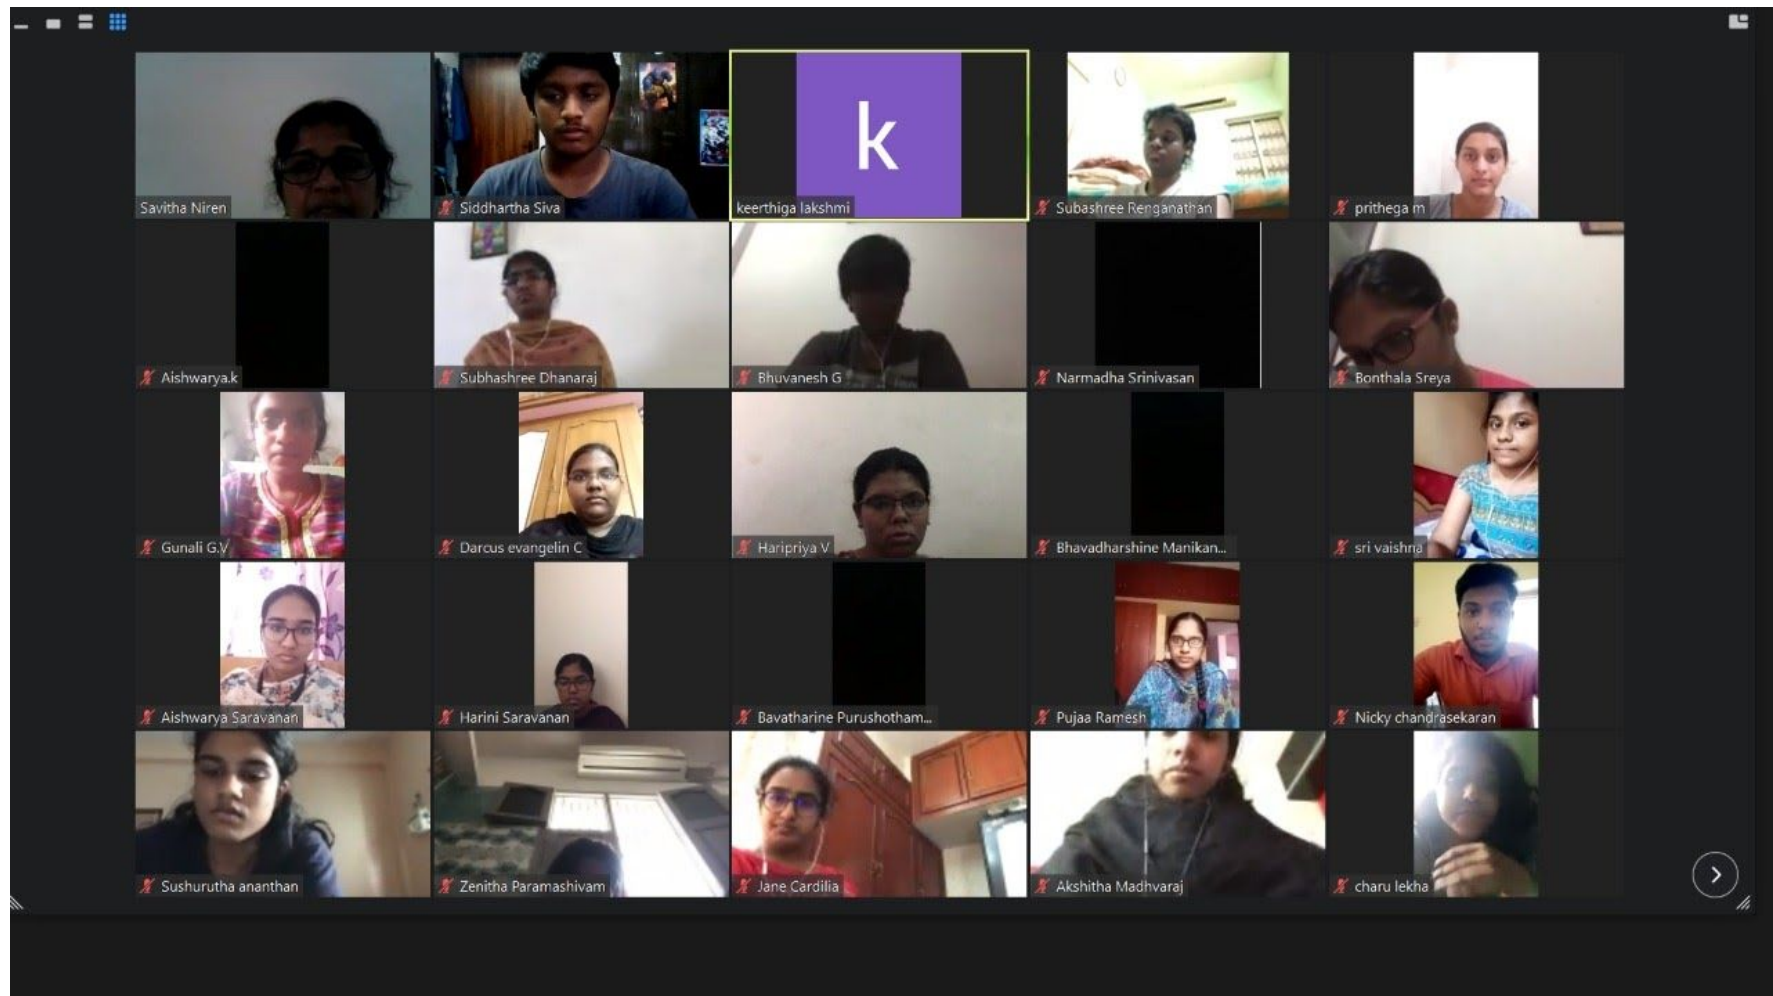 Savitha Niren
Siddhartha Siva
k
keerthiga lakshmi
Subashree Renganathan
prithega m
Aishwarya.k
Subhashree Dhanaraj
Bhuvanesh G
Narmadha Srinivasan
Bonthala Sreya
Gunali G.V
Darcus evangelin C
Haripriya V
Bhavadharshine Manikan...
sri vaishna
Aishwarya Saravanan
Harini Saravanan
Bavatharine Purushotham...
Pujaa Ramesh
Nicky chandrasekaran
Sushurutha ananthan
Zenitha Paramashivam
Jane Cardilia
Akshitha Madhvaraj
charu lekha